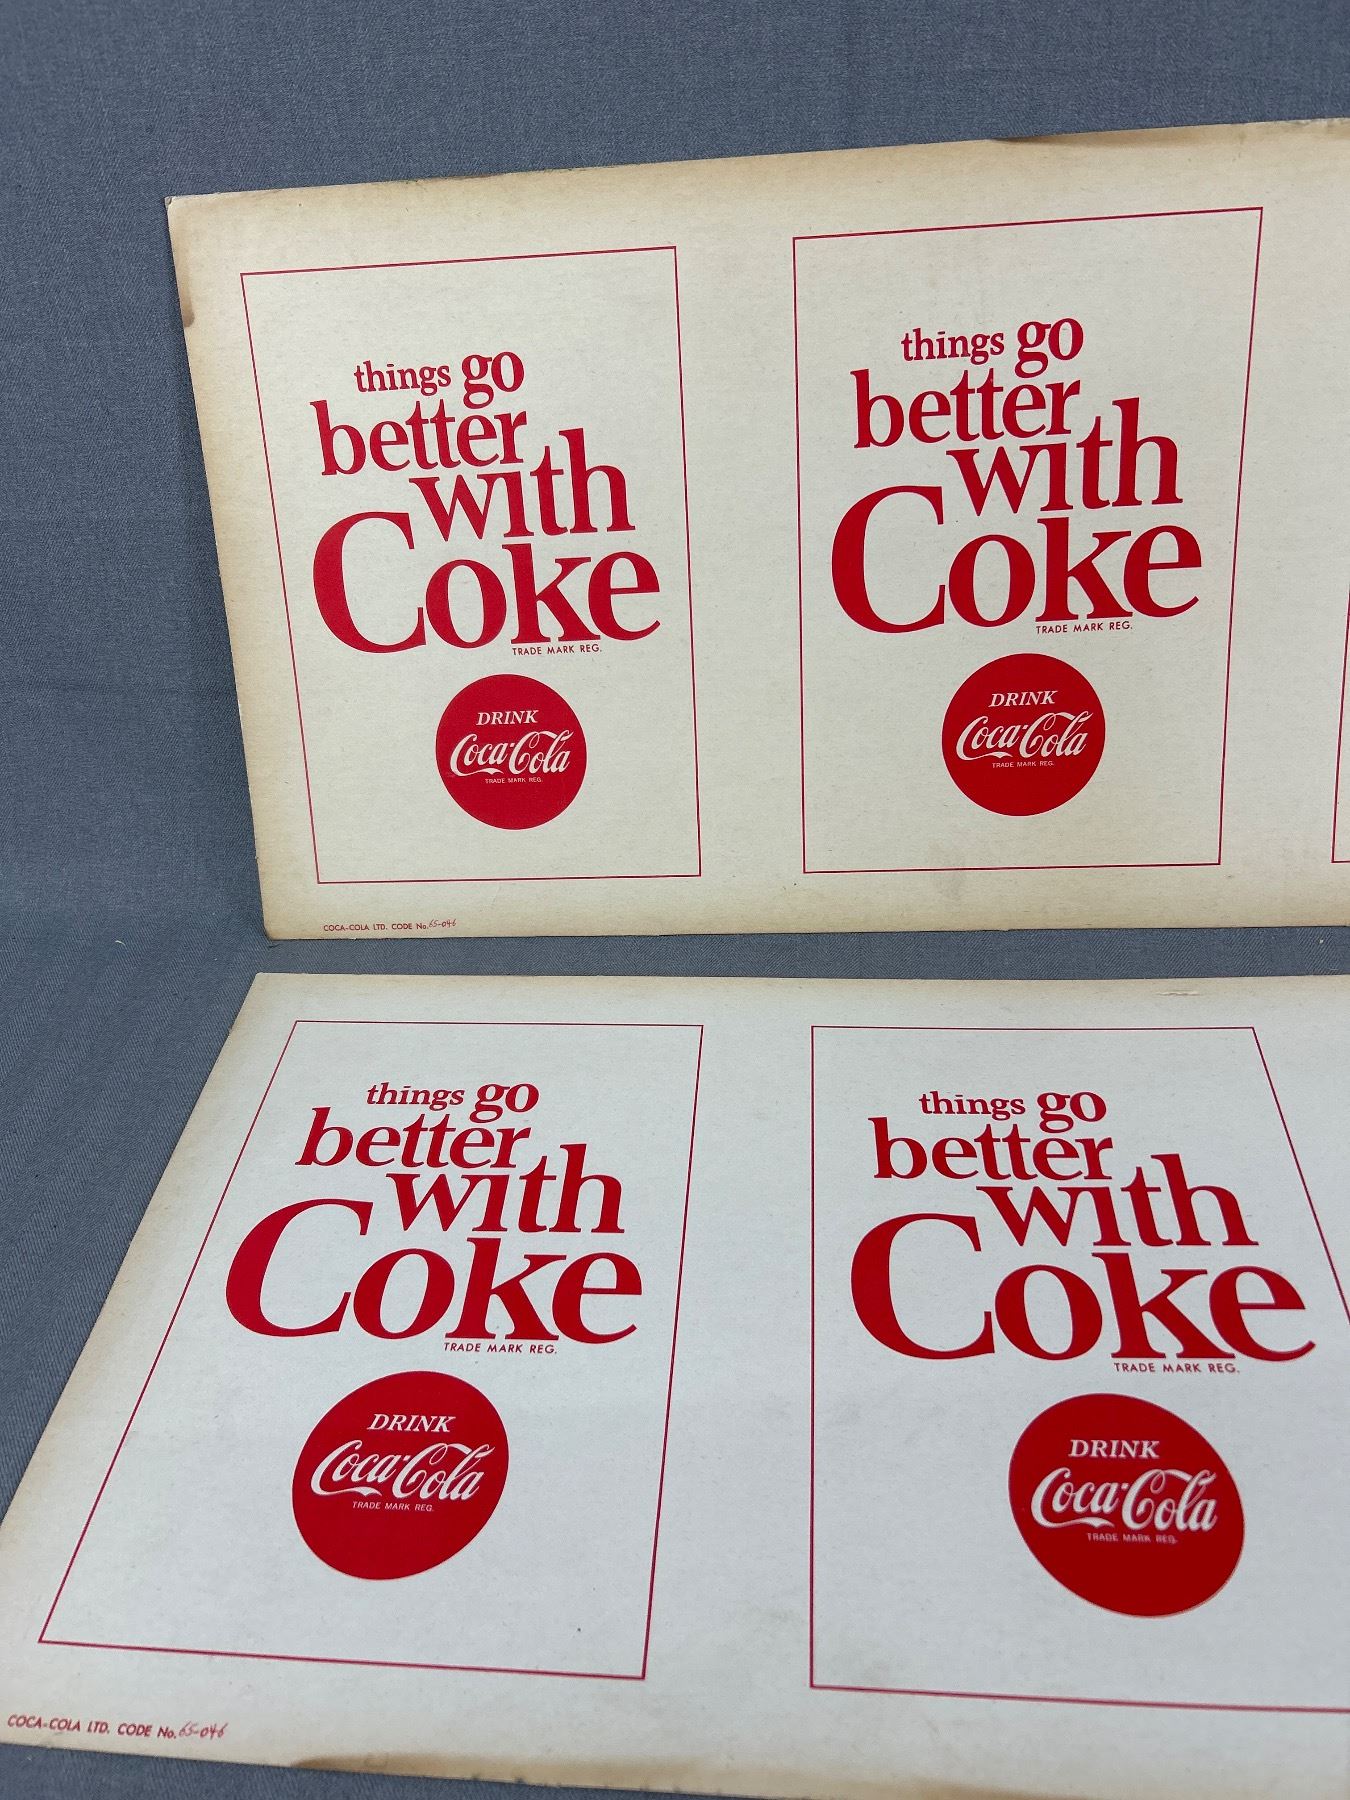 things go
better
with
Coke
TRADE MARK REG.
DRINK
Coca-Cola
TRADE MARK REG.
things go
better
with
Coke
TRADE MARK REG.
DRINK
Coca-Cola
TRADE MARK REG.
COCA-COLA LTD. CODE No. 65-046
things go
better
with
Coke
TRADE MARK REG.
DRINK
Coca-Cola
TRADE MARK REG.
things go
better
with
Coke
TRADE MARK REG.
DRINK
Coca-Cola
TRADE MARK REG.
COCA-COLA LTD. CODE No. 65-046